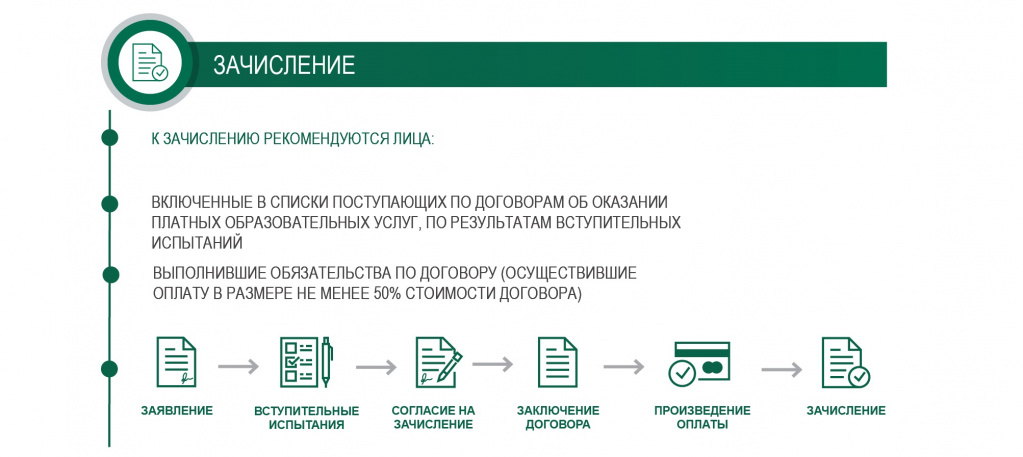 ЗАЧИСЛЕНИЕ
К ЗАЧИСЛЕНИЮ РЕКОМЕНДУЮТСЯ ЛИЦА:
ВКЛЮЧЕННЫЕ В СПИСКИ ПОСТУПАЮЩИХ ПО ДОГОВОРАМ ОБ ОКАЗАНИИ
ПЛАТНЫХ ОБРАЗОВАТЕЛЬНЫХ УСЛУГ, ПО РЕЗУЛЬТАТАМ ВСТУПИТЕЛЬНЫХ
ИСПЫТАНИЙ
ВЫПОЛНИВШИЕ ОБЯЗАТЕЛЬСТВА ПО ДОГОВОРУ (ОСУЩЕСТВИВШИЕ
ОПЛАТУ В РАЗМЕРЕ НЕ МЕНЕЕ 50% СТОИМОСТИ ДОГОВОРА)
ЗАЯВЛЕНИЕ
ВСТУПИТЕЛЬНЫЕ
ИСПЫТАНИЯ
СОГЛАСИЕ НА
ЗАЧИСЛЕНИЕ
ЗАКЛЮЧЕНИЕ
ДОГОВОРА
ПРОИЗВЕДЕНИЕ
ОПЛАТЫ
ЗАЧИСЛЕНИЕ